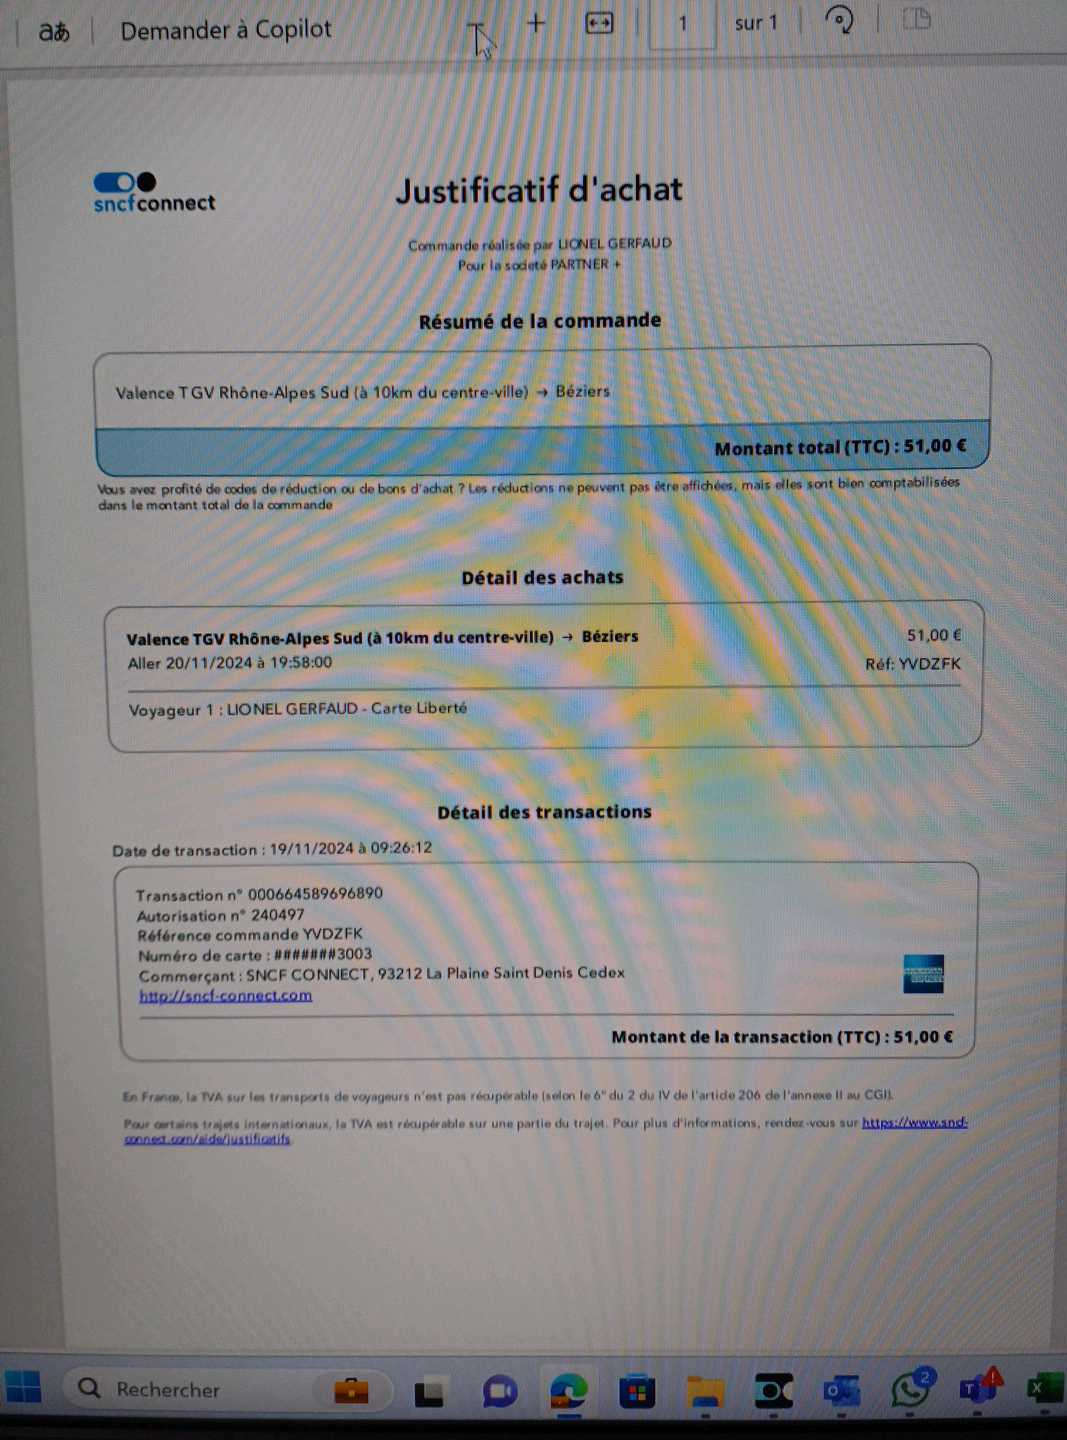 aあ Demander à Copilot 1 sur 1
sncfconnect
Justificatif d'achat
Commande réalisée par LIONEL GERFAUD
Pour la societé PARTNER +
Résumé de la commande
Valence TGV Rhône-Alpes Sud (à 10km du centre-ville) → Béziers
Montant total (TTC) : 51,00 €
Vous avez profité de codes de réduction ou de bons d'achat ? Les réductions ne peuvent pas être affichées, mais elles sont bien comptabilisées
dans le montant total de la commande
Détail des achats
Valence TGV Rhône-Alpes Sud (à 10km du centre-ville) → Béziers 51,00 €
Aller 20/11/2024 à 19:58:00 Réf: YVDZFK
Voyageur 1 : LIONEL GERFAUD - Carte Liberté
Détail des transactions
Date de transaction : 19/11/2024 à 09:26:12
Transaction n° 000664589696890
Autorisation n° 240497
Référence commande YVDZFK
Numéro de carte : #######3003
Commerçant : SNCF CONNECT, 93212 La Plaine Saint Denis Cedex
http://sncf-connect.com
AMERICAN EXPRESS
Montant de la transaction (TTC) : 51,00 €
En France, la TVA sur les transports de voyageurs n'est pas récupérable (selon le 6° du 2 du IV de l'article 206 de l'annexe II au CGI).
Pour certains trajets internationaux, la TVA est récupérable sur une partie du trajet. Pour plus d'informations, rendez-vous sur https://www.sncf-
connect.com/aide/justificatifs
Rechercher 2